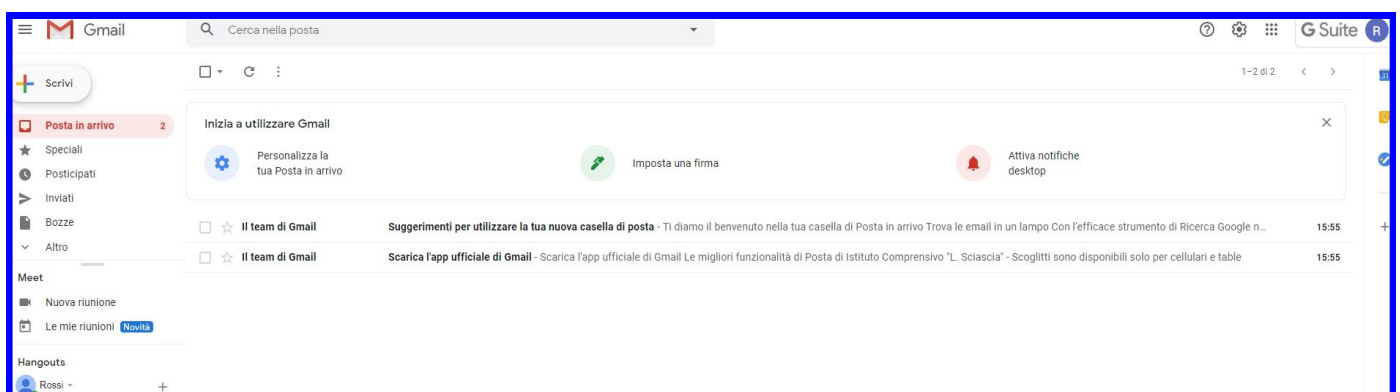 Gmail
Cerca nella posta
G Suite
R
Scrivi
1–2 di 2
31
Posta in arrivo 2
Speciali
Posticipati
Inviati
Bozze
Altro
Meet
Nuova riunione
Le mie riunioni Novità
Hangouts
Rossi
Inizia a utilizzare Gmail
Personalizza la
tua Posta in arrivo
Imposta una firma
Attiva notifiche
desktop
Il team di Gmail Suggerimenti per utilizzare la tua nuova casella di posta - Ti diamo il benvenuto nella tua casella di Posta in arrivo Trova le email in un lampo Con l'efficace strumento di Ricerca Google n… 15:55
Il team di Gmail Scarica l'app ufficiale di Gmail - Scarica l'app ufficiale di Gmail Le migliori funzionalità di Posta di Istituto Comprensivo "L. Sciascia" - Scoglitti sono disponibili solo per cellulari e table 15:55